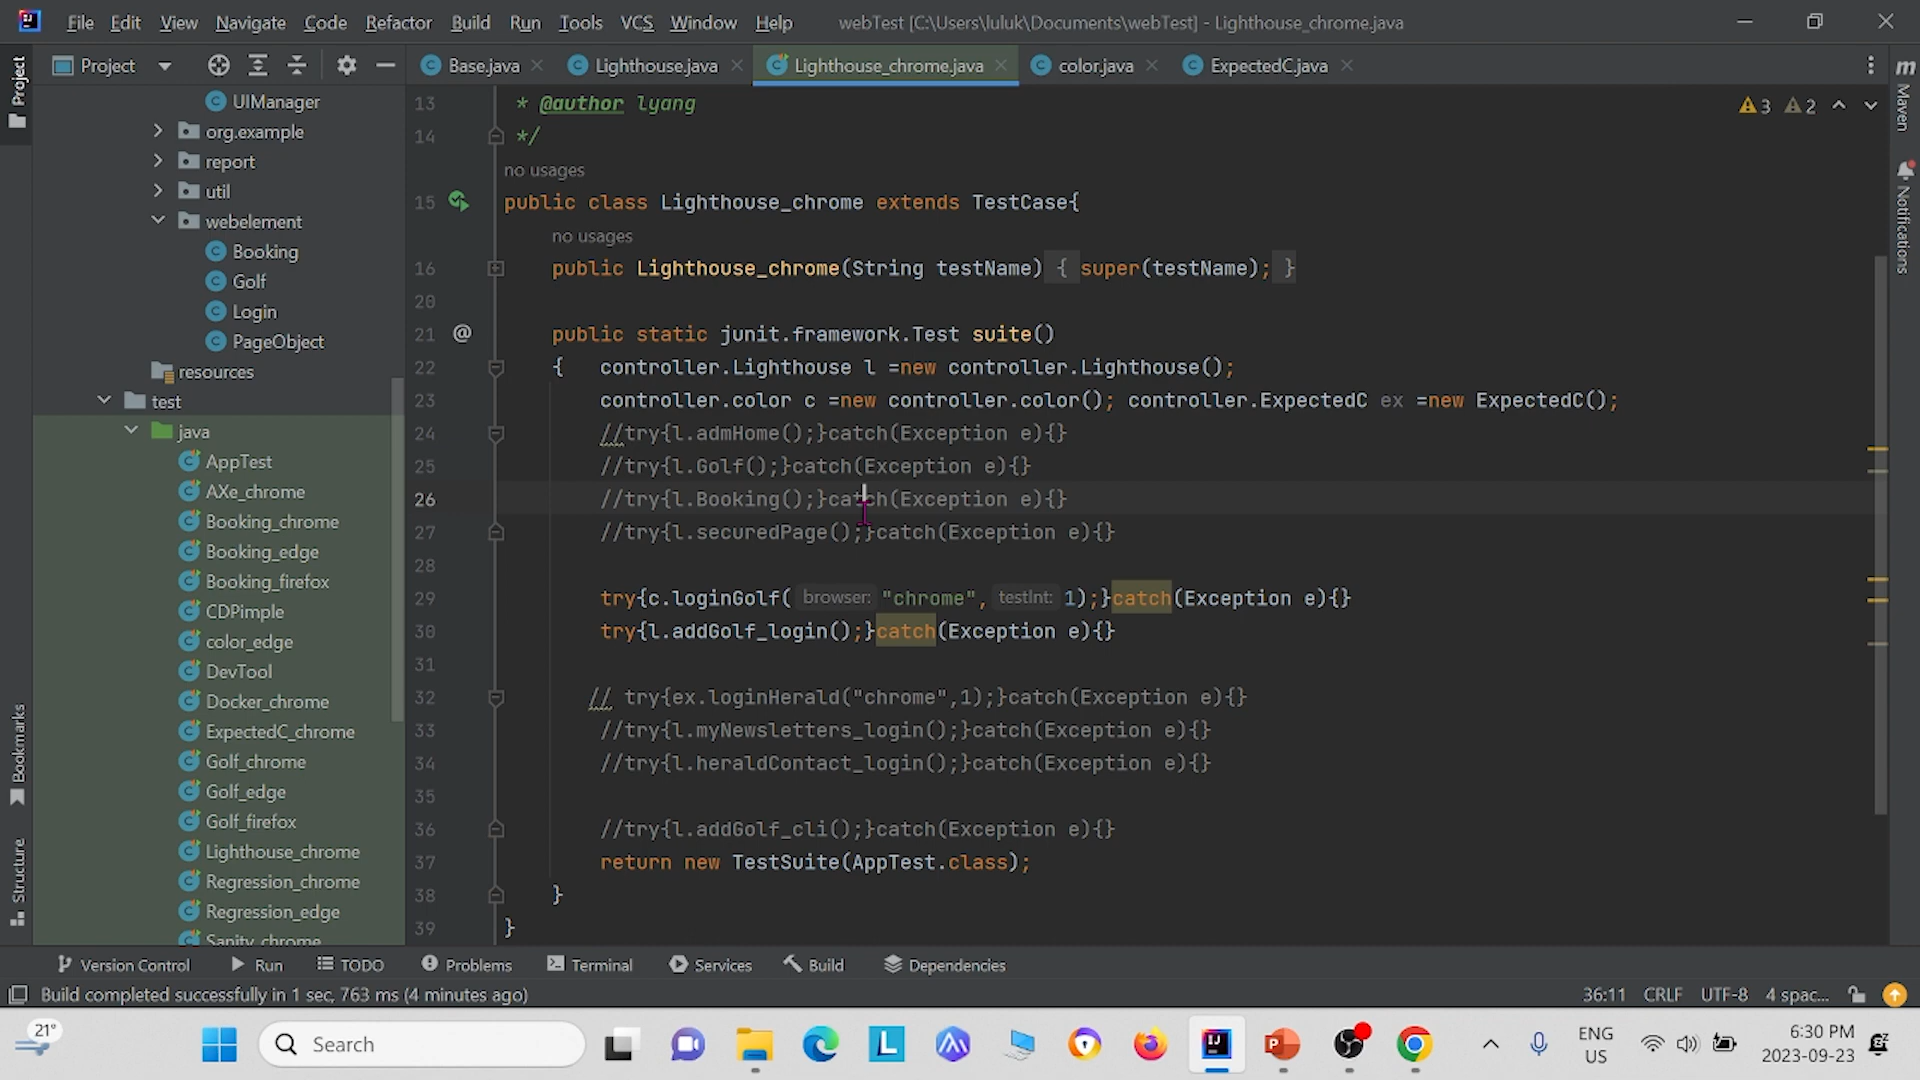 File Edit View Navigate Code Refactor Build Run Tools VCS Window Help webTest [C:\Users\luluk\Documents\webTest] - Lighthouse_chrome.java
Project
Base.java Lighthouse.java Lighthouse_chrome.java color.java ExpectedC.java
Project
UIManager
org.example
report
util
webelement
Booking
Golf
Login
PageObject
resources
test
java
AppTest
AXe_chrome
Booking_chrome
Booking_edge
Booking_firefox
CDPimple
color_edge
DevTool
Docker_chrome
ExpectedC_chrome
Golf_chrome
Golf_edge
Golf_firefox
Lighthouse_chrome
Regression_chrome
Regression_edge
Sanity_chrome
Bookmarks
Structure
3 2
13 * @author lyang
14 */
no usages
15 public class Lighthouse_chrome extends TestCase{
no usages
16 public Lighthouse_chrome(String testName) { super(testName); }
20
21 @ public static junit.framework.Test suite()
22 { controller.Lighthouse l =new controller.Lighthouse();
23 controller.color c =new controller.color(); controller.ExpectedC ex =new ExpectedC();
24 //try{l.admHome();}catch(Exception e){}
25 //try{l.Golf();}catch(Exception e){}
26 //try{l.Booking();}catch(Exception e){}
27 //try{l.securedPage();}catch(Exception e){}
28
29 try{c.loginGolf( browser: "chrome", testInt: 1);}catch(Exception e){}
30 try{l.addGolf_login();}catch(Exception e){}
31
32 // try{ex.loginHerald("chrome",1);}catch(Exception e){}
33 //try{l.myNewsletters_login();}catch(Exception e){}
34 //try{l.heraldContact_login();}catch(Exception e){}
35
36 //try{l.addGolf_cli();}catch(Exception e){}
37 return new TestSuite(AppTest.class);
38 }
39 }
m
Maven
Notifications
Version Control Run TODO Problems Terminal Services Build Dependencies
Build completed successfully in 1 sec, 763 ms (4 minutes ago)
36:11 CRLF UTF-8 4 spac...
21°
Search
L
ENG
US
6:30 PM
2023-09-23